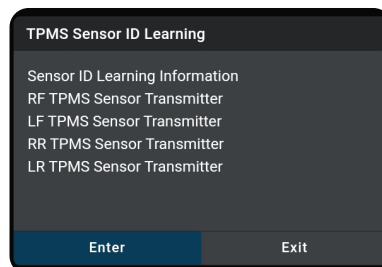 TPMS Sensor ID Learning
Sensor ID Learning Information
RF TPMS Sensor Transmitter
LF TPMS Sensor Transmitter
RR TPMS Sensor Transmitter
LR TPMS Sensor Transmitter
Enter Exit